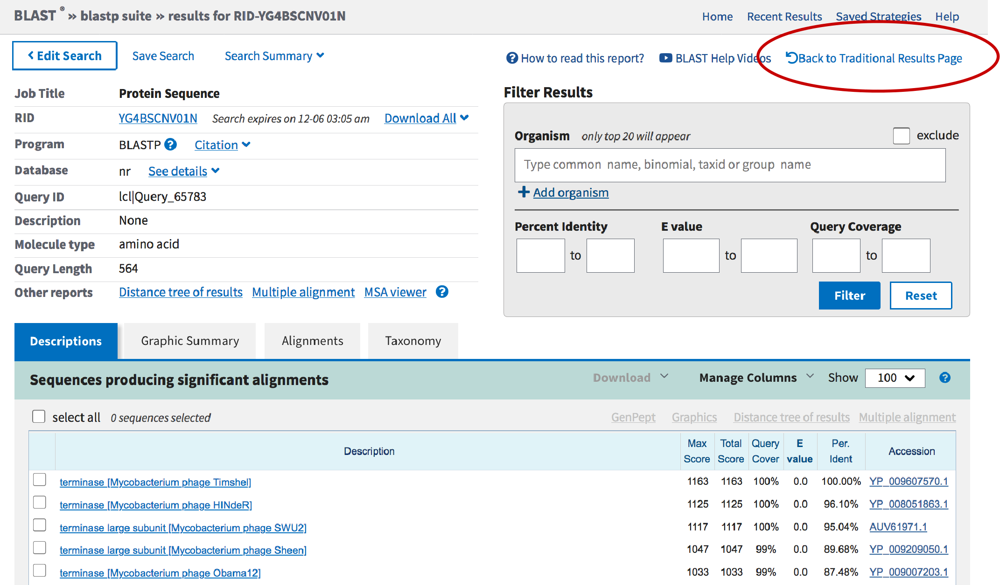 BLAST ® » blastp suite » results for RID-YG4BSCNV01N
Home Recent Results Saved Strategies Help
Edit Search Save Search Search Summary
How to read this report? BLAST Help Videos Back to Traditional Results Page
Job Title Protein Sequence
RID YG4BSCNV01N Search expires on 12-06 03:05 am Download All
Program BLASTP ? Citation
Database nr See details
Query ID lcl|Query_65783
Description None
Molecule type amino acid
Query Length 564
Other reports Distance tree of results Multiple alignment MSA viewer ?
Filter Results
Organism only top 20 will appear exclude
Type common name, binomial, taxid or group name
Add organism
Percent Identity E value Query Coverage
to to to
Filter Reset
Descriptions Graphic Summary Alignments Taxonomy
Sequences producing significant alignments Download Manage Columns Show 100 ?
select all 0 sequences selected GenPept Graphics Distance tree of results Multiple alignment
Description Max Score Total Score Query Cover E value Per. Ident Accession
terminase [Mycobacterium phage Timshel] 1163 1163 100% 0.0 100.00% YP_009607570.1
terminase [Mycobacterium phage HINdeR] 1125 1125 100% 0.0 96.10% YP_008051863.1
terminase large subunit [Mycobacterium phage SWU2] 1117 1117 100% 0.0 95.04% AUV61971.1
terminase large subunit [Mycobacterium phage Sheen] 1047 1047 99% 0.0 89.68% YP_009209050.1
terminase [Mycobacterium phage Obama12] 1033 1033 99% 0.0 87.48% YP_009007203.1